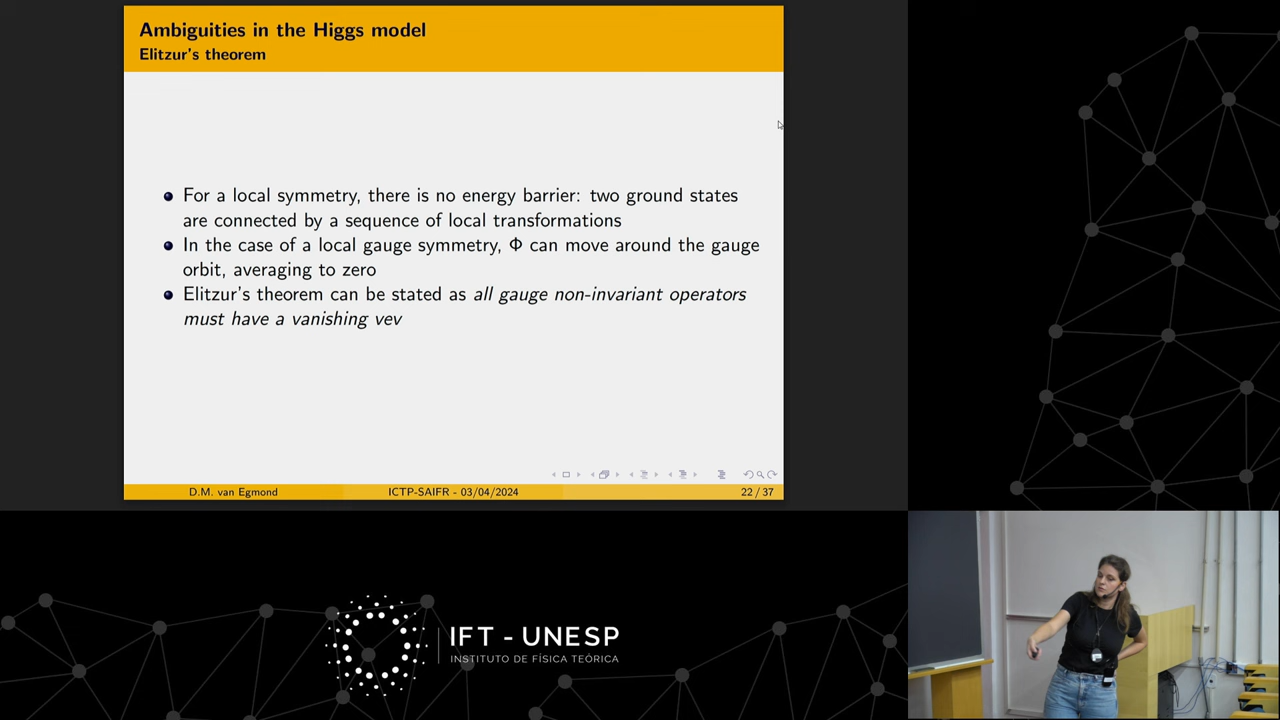 Ambiguities in the Higgs model
Elitzur's theorem
For a local symmetry, there is no energy barrier: two ground states
are connected by a sequence of local transformations
In the case of a local gauge symmetry, Φ can move around the gauge
orbit, averaging to zero
Elitzur's theorem can be stated as all gauge non-invariant operators
must have a vanishing vev
D.M. van Egmond
ICTP-SAIFR - 03/04/2024
22 / 37
IFT - UNESP
INSTITUTO DE FÍSICA TEÓRICA